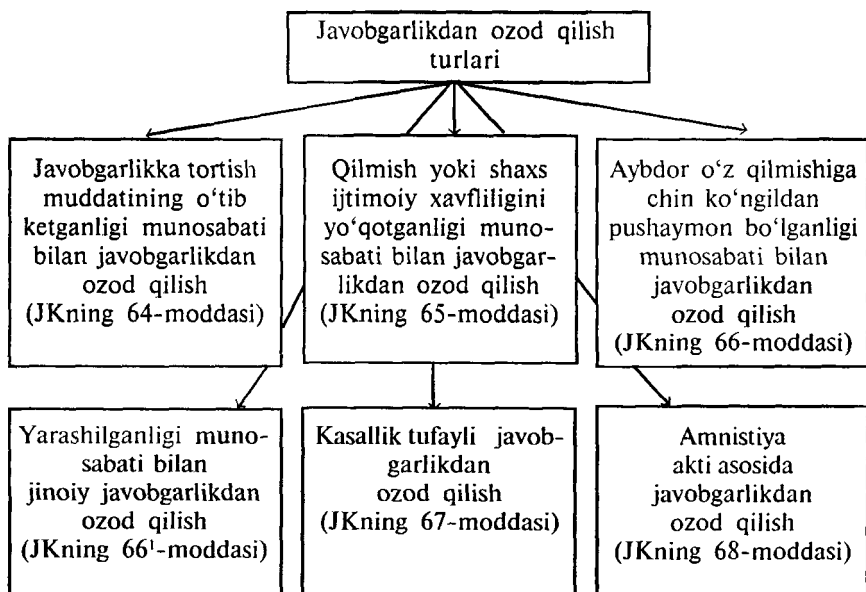 Javobgarlikdan ozod qilish
turlari
Javobgarlikka tortish
muddatining o‘tib
ketganligi munosabati
bilan javobgarlikdan
ozod qilish
(JKning 64-moddasi)
Qilmish yoki shaxs
ijtimoiy xavfliligini
yo‘qotganligi muno-
sabati bilan javobgar-
likdan ozod qilish
(JKning 65-moddasi)
Aybdor o‘z qilmishiga
chin ko‘ngildan
pushaymon bo‘lganligi
munosabati bilan
javobgarlikdan
ozod qilish
(JKning 66-moddasi)
Yarashilganligi muno-
sabati bilan
jinoiy javobgarlikdan
ozod qilish
(JKning 66¹-moddasi)
Kasallik tufayli javob-
garlikdan
ozod qilish
(JKning 67-moddasi)
Amnistiya
akti asosida
javobgarlikdan
ozod qilish
(JKning 68-moddasi)